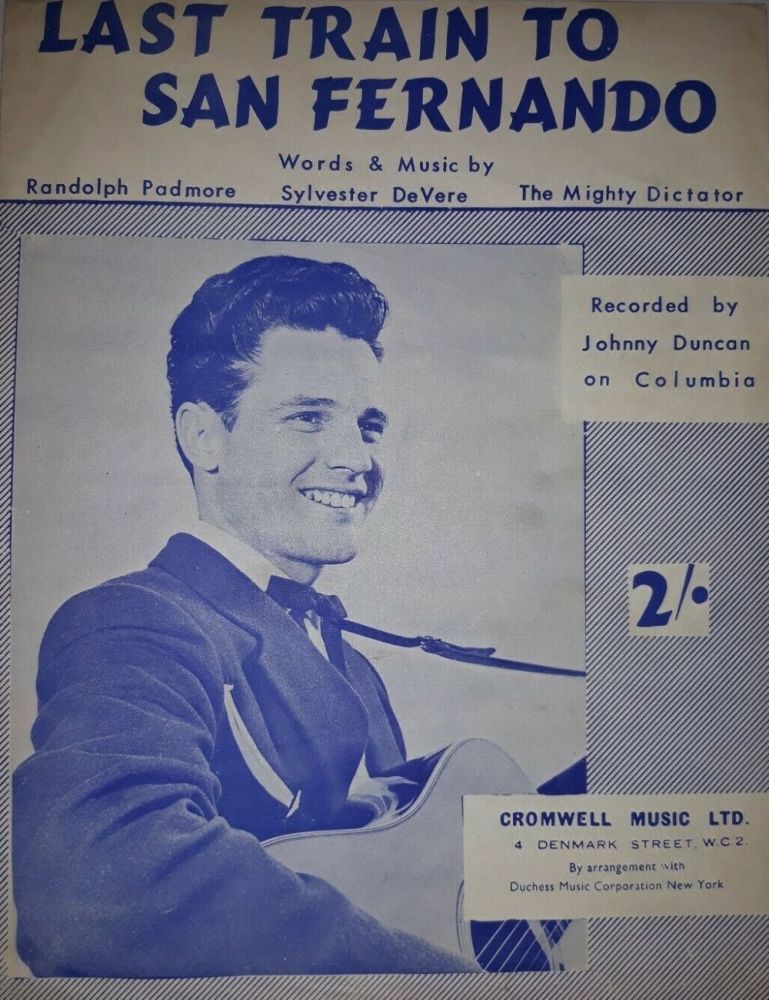 LAST TRAIN TO
SAN FERNANDO
Words & Music by
Randolph Padmore Sylvester DeVere The Mighty Dictator
Recorded by
Johnny Duncan
on Columbia
2/•
CROMWELL MUSIC LTD.
4 DENMARK STREET, W.C.2.
By arrangement with
Duchess Music Corporation New York